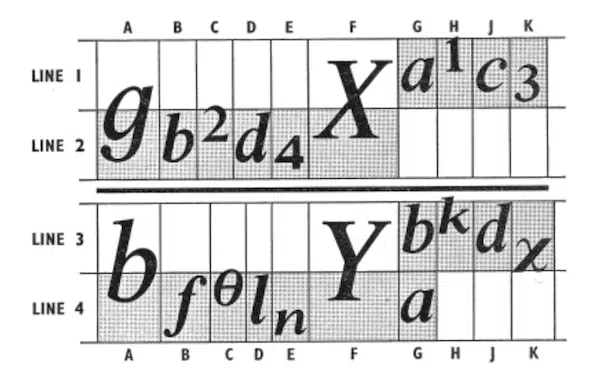 A B C D E F G H J K
LINE 1 g X a 1 c 3
LINE 2 b 2 d 4
LINE 3 b Y b k d χ
LINE 4 f θ l n a
A B C D E F G H J K